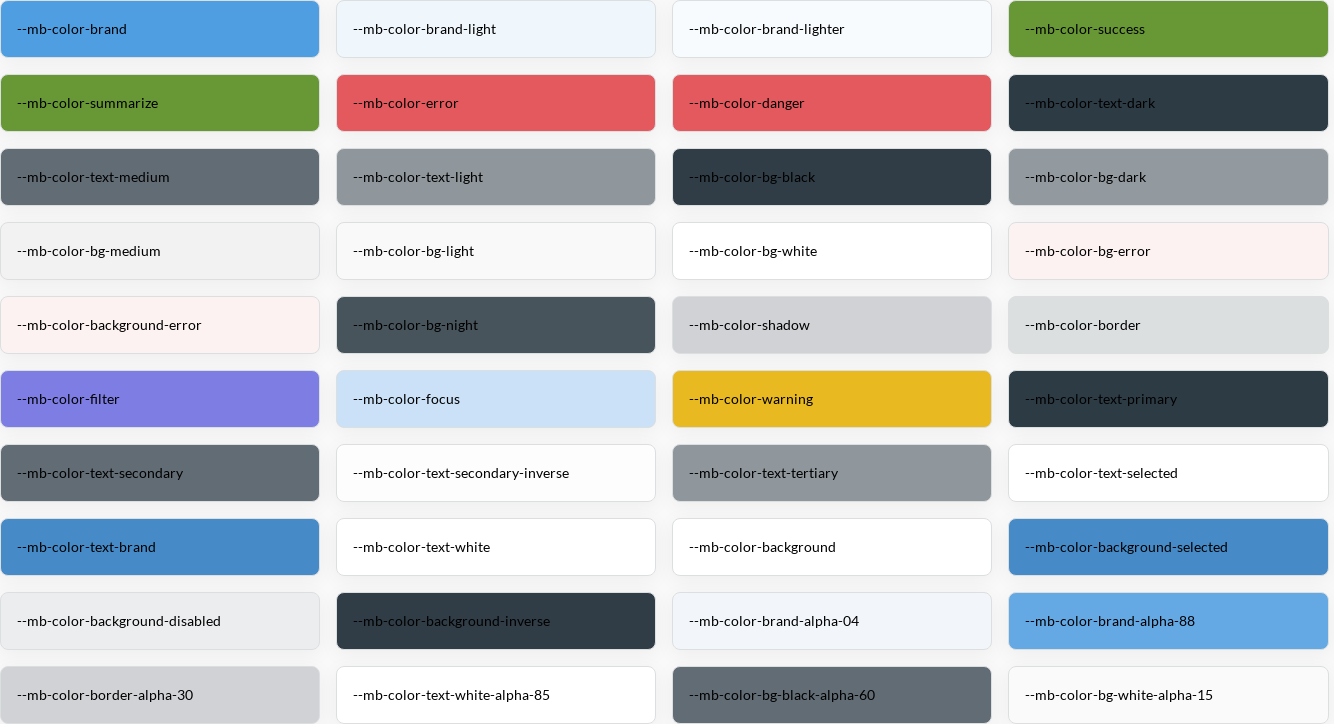 --mb-color-brand
--mb-color-brand-light
--mb-color-brand-lighter
--mb-color-success
--mb-color-summarize
--mb-color-error
--mb-color-danger
--mb-color-text-dark
--mb-color-text-medium
--mb-color-text-light
--mb-color-bg-black
--mb-color-bg-dark
--mb-color-bg-medium
--mb-color-bg-light
--mb-color-bg-white
--mb-color-bg-error
--mb-color-background-error
--mb-color-bg-night
--mb-color-shadow
--mb-color-border
--mb-color-filter
--mb-color-focus
--mb-color-warning
--mb-color-text-primary
--mb-color-text-secondary
--mb-color-text-secondary-inverse
--mb-color-text-tertiary
--mb-color-text-selected
--mb-color-text-brand
--mb-color-text-white
--mb-color-background
--mb-color-background-selected
--mb-color-background-disabled
--mb-color-background-inverse
--mb-color-brand-alpha-04
--mb-color-brand-alpha-88
--mb-color-border-alpha-30
--mb-color-text-white-alpha-85
--mb-color-bg-black-alpha-60
--mb-color-bg-white-alpha-15